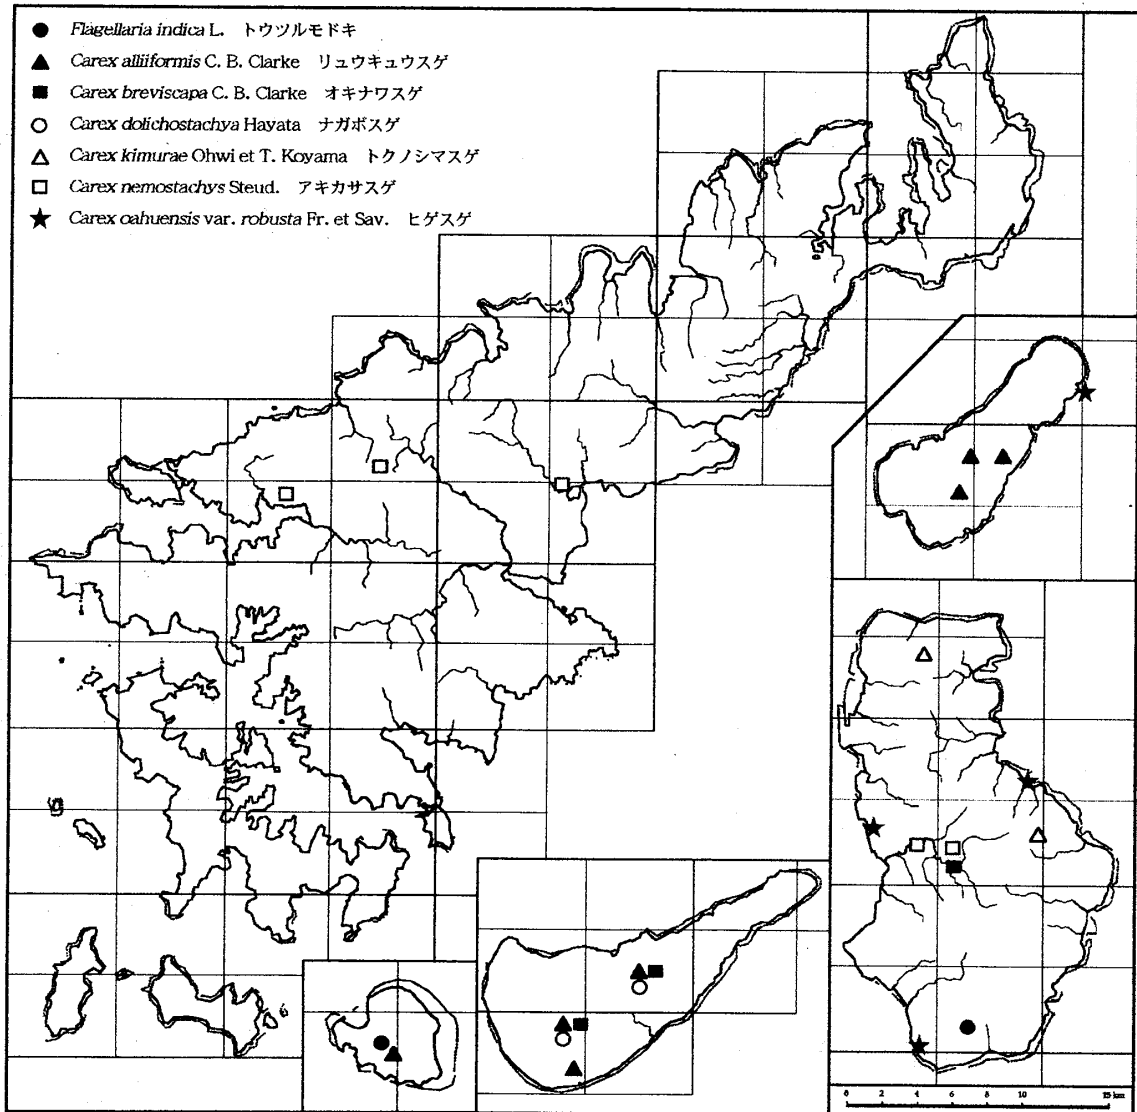 ● Flagellaria indica L. トウツルモドキ
▲ Carex alliiformis C. B. Clarke リュウキュウスゲ
■ Carex breviscapa C. B. Clarke オキナワスゲ
○ Carex dolichostachya Hayata ナガボスゲ
△ Carex kimurae Ohwi et T. Koyama トクノシマスゲ
□ Carex nemostachys Steud. アキカサスゲ
★ Carex oahuensis var. robusta Fr. et Sav. ヒゲスゲ
0 2 4 6 8 10 15 km